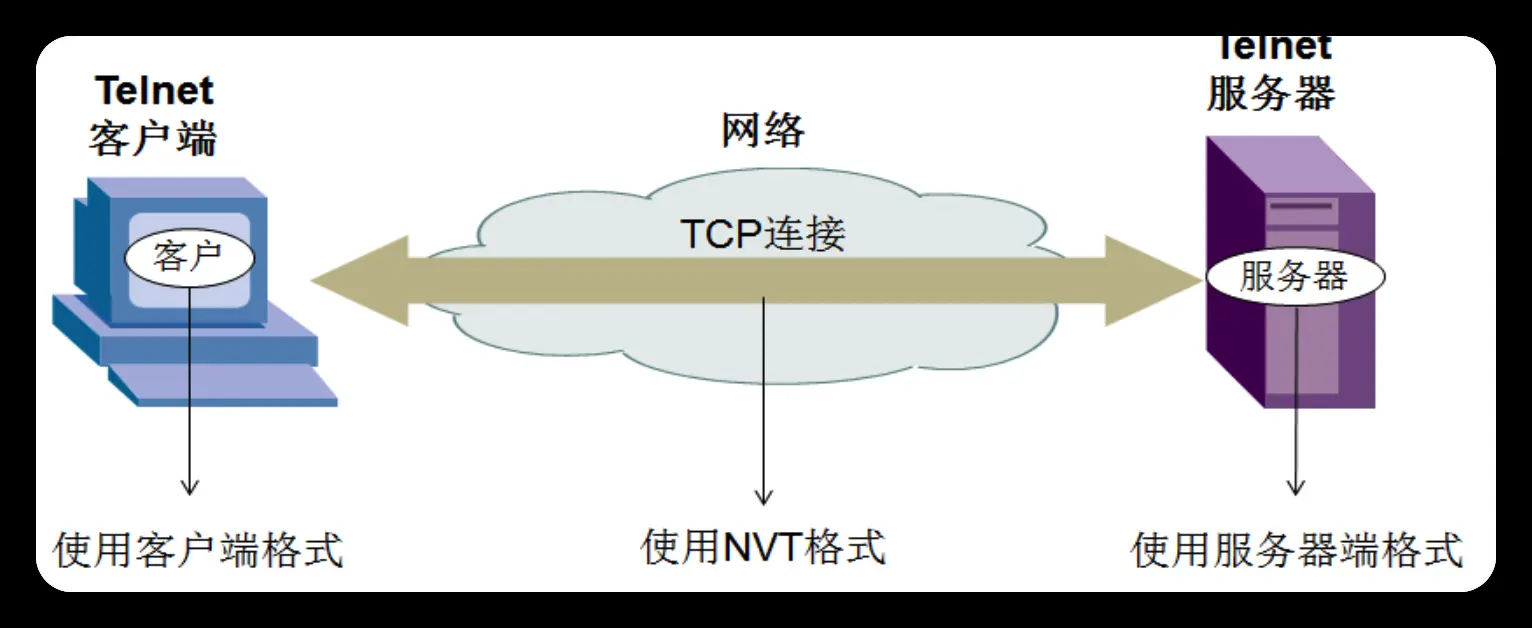 Telnet
客户端
网络
Telnet
服务器
TCP连接
客户
服务器
使用客户端格式
使用NVT格式
使用服务器端格式